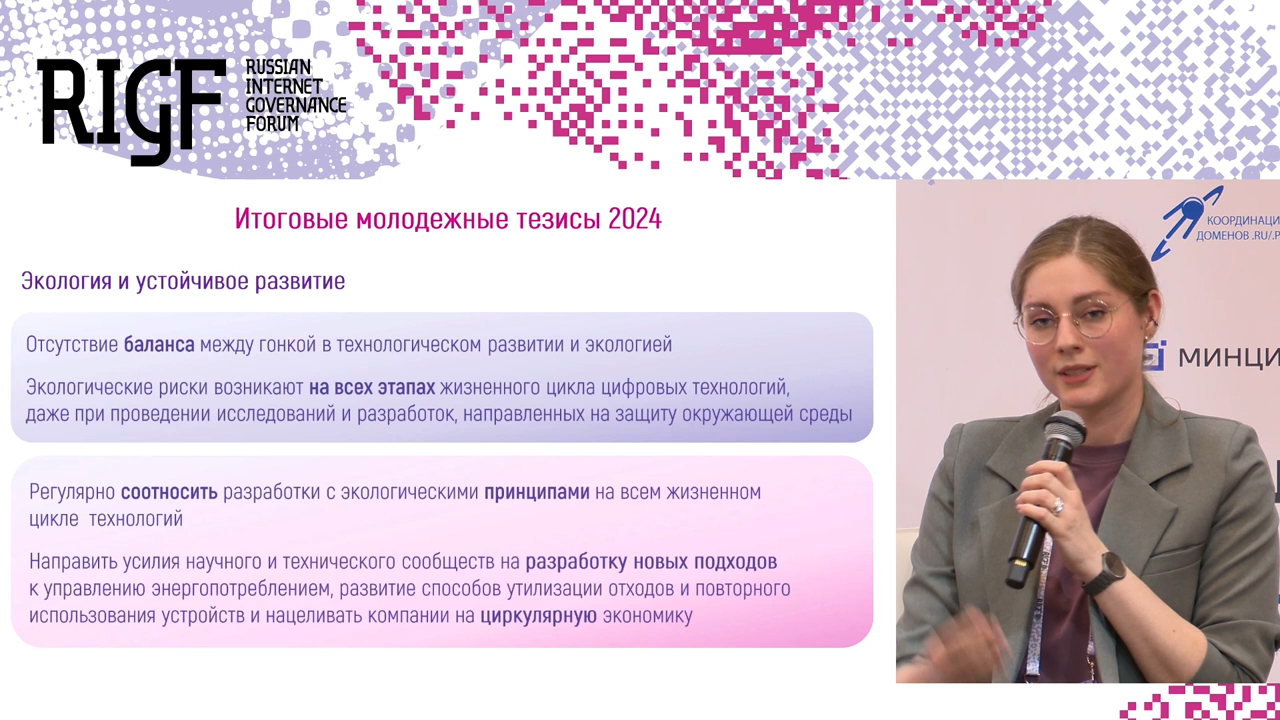 RIGF
RUSSIAN
INTERNET
GOVERNANCE
FORUM
Итоговые молодежные тезисы 2024
Экология и устойчивое развитие
Отсутствие баланса между гонкой в технологическом развитии и экологией
Экологические риски возникают на всех этапах жизненного цикла цифровых технологий,
даже при проведении исследований и разработок, направленных на защиту окружающей среды
Регулярно соотносить разработки с экологическими принципами на всем жизненном
цикле технологий
Направить усилия научного и технического сообществ на разработку новых подходов
к управлению энергопотреблением, развитие способов утилизации отходов и повторного
использования устройств и нацеливать компании на циркулярную экономику
КООРДИНАЦИ
ДОМЕНОВ .RU/.Р
МИНЦИ